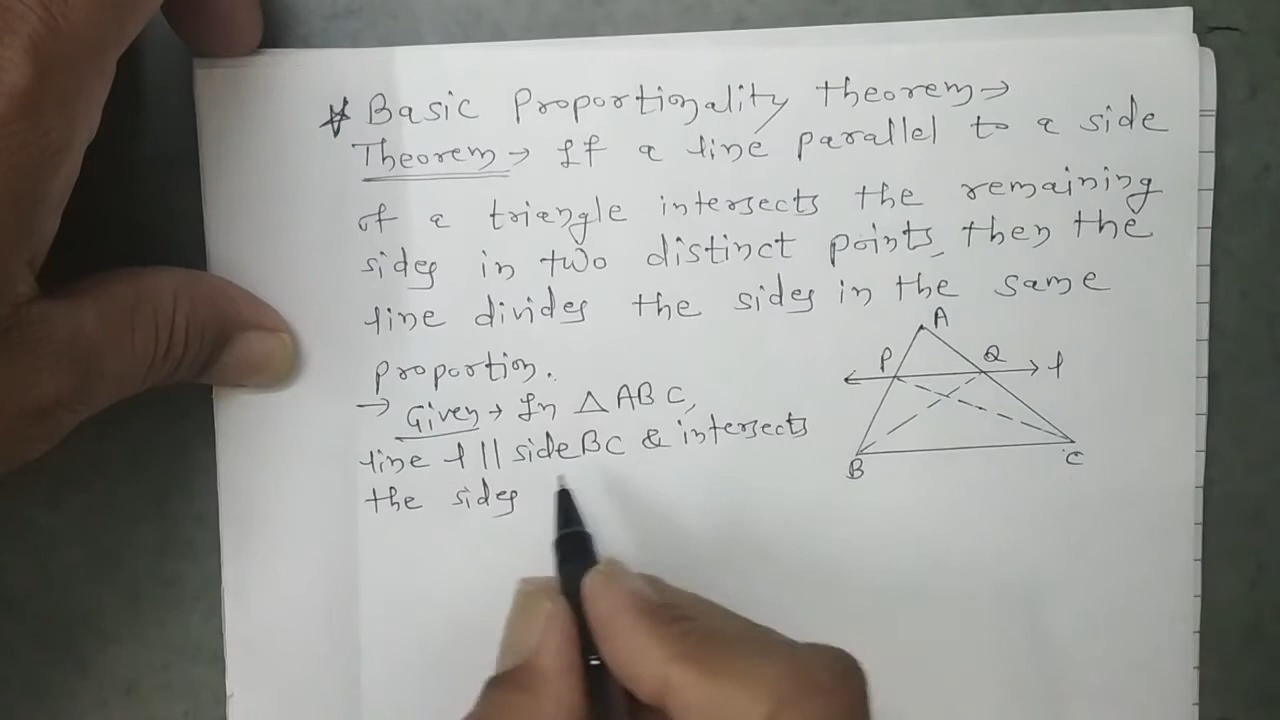 * Basic Proportionality theorem→
Theorem→ If a line parallel to a side
of a triangle intersects the remaining
sides in two distinct points, then the
line divides the sides in the same
proportion.
→ Given→ In △ABC,
line l || side BC & intersects
the sides
A
P
Q
l
B
C